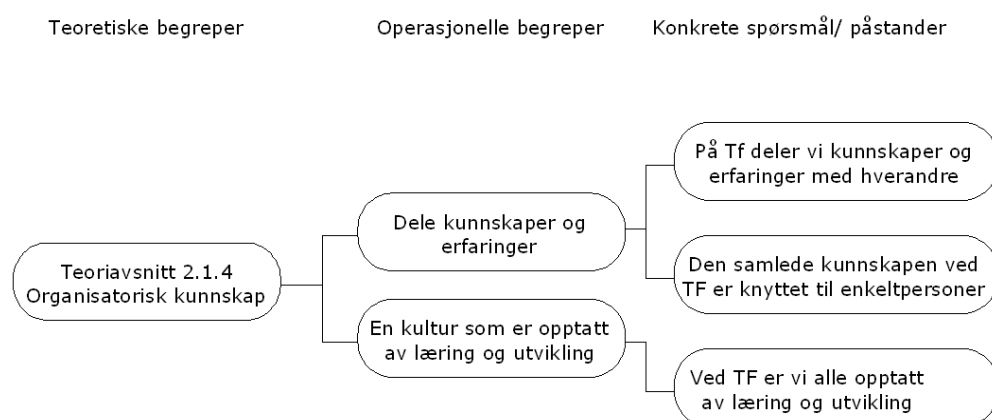 Teoretiske begreper
Operasjonelle begreper
Konkrete spørsmål/ påstander
Teoriavsnitt 2.1.4
Organisatorisk kunnskap
Dele kunnskaper og
erfaringer
En kultur som er opptatt
av læring og utvikling
På Tf deler vi kunnskaper og
erfaringer med hverandre
Den samlede kunnskapen ved
TF er knyttet til enkeltpersoner
Ved TF er vi alle opptatt
av læring og utvikling